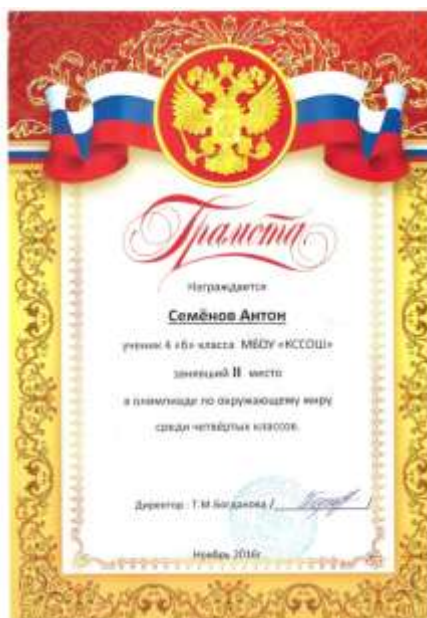 Грамота
Награждается
Семёнов Антон
ученик 4 «б» класса МБОУ «КССОШ»
занявший II место
в олимпиаде по окружающему миру
среди четвёртых классов.
Директор : Т.М.Богданова /
Ноябрь 2016г